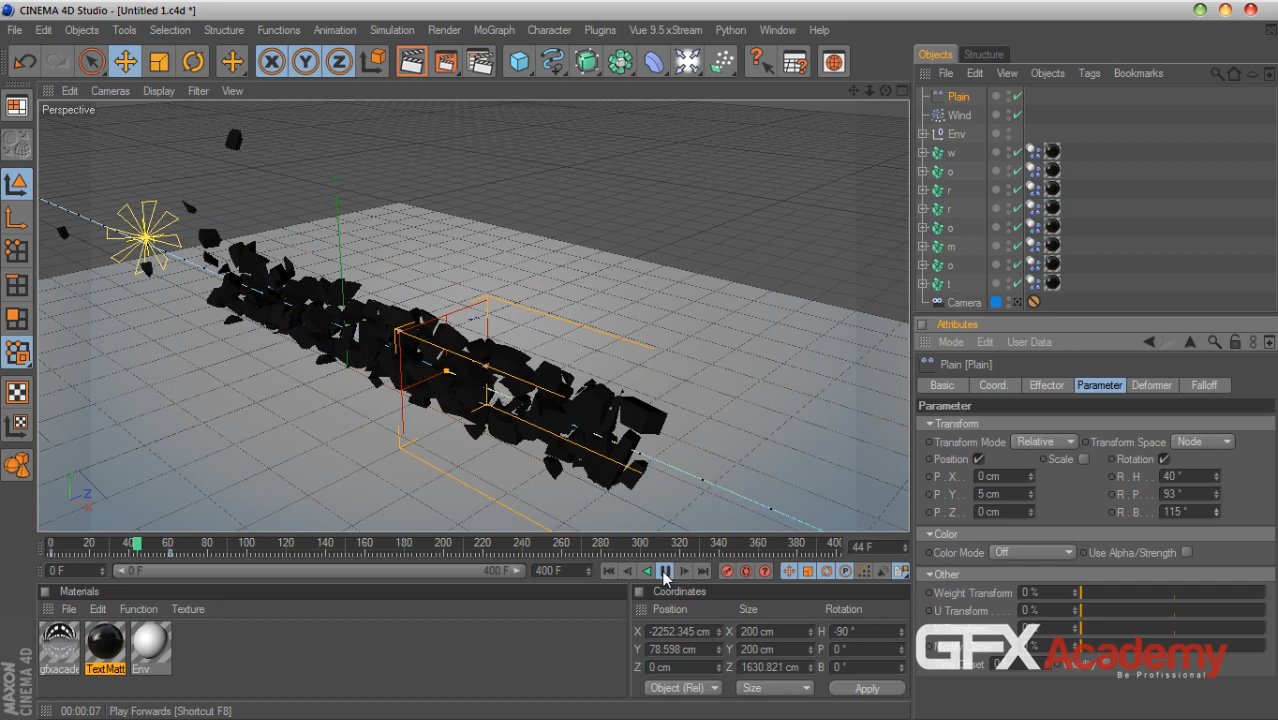 CINEMA 4D Studio - [Untitled 1.c4d *]
File Edit Objects Tools Selection Structure Functions Animation Simulation Render MoGraph Character Plugins Vue 9.5 xStream Python Window Help
Objects Structure
File Edit View Objects Tags Bookmarks
Edit Cameras Display Filter View
Perspective
Plain
Wind
Env
w
o
r
r
o
m
o
t
Camera
Attributes
Mode Edit User Data
Plain [Plain]
Basic Coord. Effector Parameter Deformer Falloff
Parameter
Transform
Transform Mode Relative Transform Space Node
Position Scale Rotation
P . X . . 0 cm R . H . . 40 °
P . Y . . 5 cm R . P . . 93 °
P . Z . . 0 cm R . B . . 115 °
Color
Color Mode Off Use Alpha/Strength
Other
Weight Transform 0 %
U Transform . . . . 0 %
Y
Z X
0 20 40 60 80 100 120 140 160 180 200 220 240 260 280 300 320 340 360 380 40(
44 F
0 F 0 F 400 F 400 F
Materials
File Edit Function Texture
gfxacade TextMatt Env
Coordinates
Position Size Rotation
X -2252.345 cm X 200 cm H -90 °
Y 78.598 cm Y 200 cm P 0 °
Z 0 cm Z 1630.821 cm B 0 °
Object (Rel) Size Apply
GFX Academy
Be Profissional
MAXON
CINEMA 4D
00:00:07 Play Forwards [Shortcut F8]